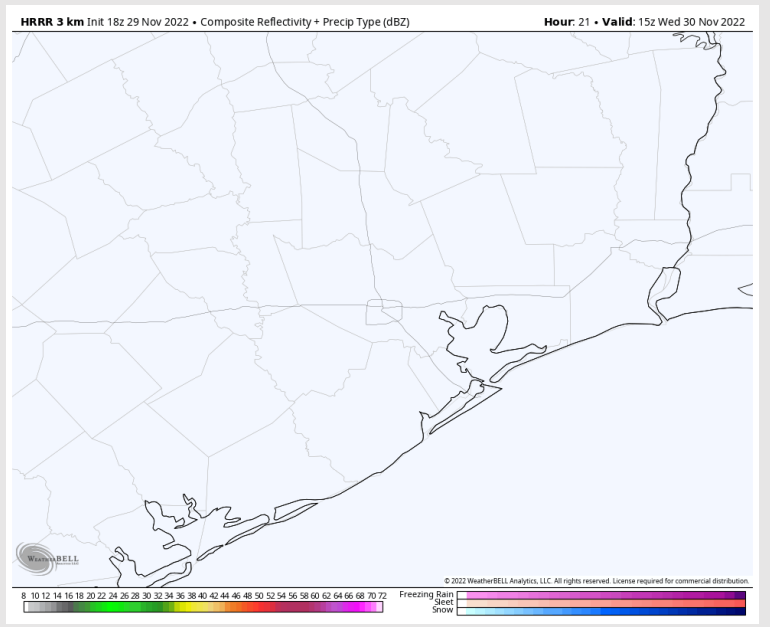 HRRR 3 km Init 18z 29 Nov 2022 • Composite Reflectivity + Precip Type (dBZ) Hour: 21 • Valid: 15z Wed 30 Nov 2022
WEATHERBELL
© 2022 WeatherBELL Analytics, LLC. All rights reserved. License required for commercial distribution.
8 10 12 14 16 18 20 22 24 26 28 30 32 34 36 38 40 42 44 46 48 50 52 54 56 58 60 62 64 66 68 70 72
Freezing Rain
Sleet
Snow